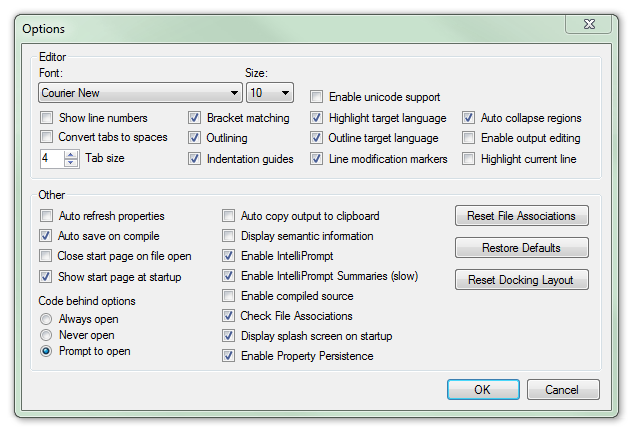 Options
Editor
Font: Size:
Courier New 10
Enable unicode support
Show line numbers Bracket matching Highlight target language Auto collapse regions
Convert tabs to spaces Outlining Outline target language Enable output editing
4 Tab size Indentation guides Line modification markers Highlight current line
Other
Auto refresh properties Auto copy output to clipboard Reset File Associations
Auto save on compile Display semantic information
Close start page on file open Enable IntelliPrompt Restore Defaults
Show start page at startup Enable IntelliPrompt Summaries (slow) Reset Docking Layout
Code behind options Enable compiled source
Always open Check File Associations
Never open Display splash screen on startup
Prompt to open Enable Property Persistence
OK Cancel